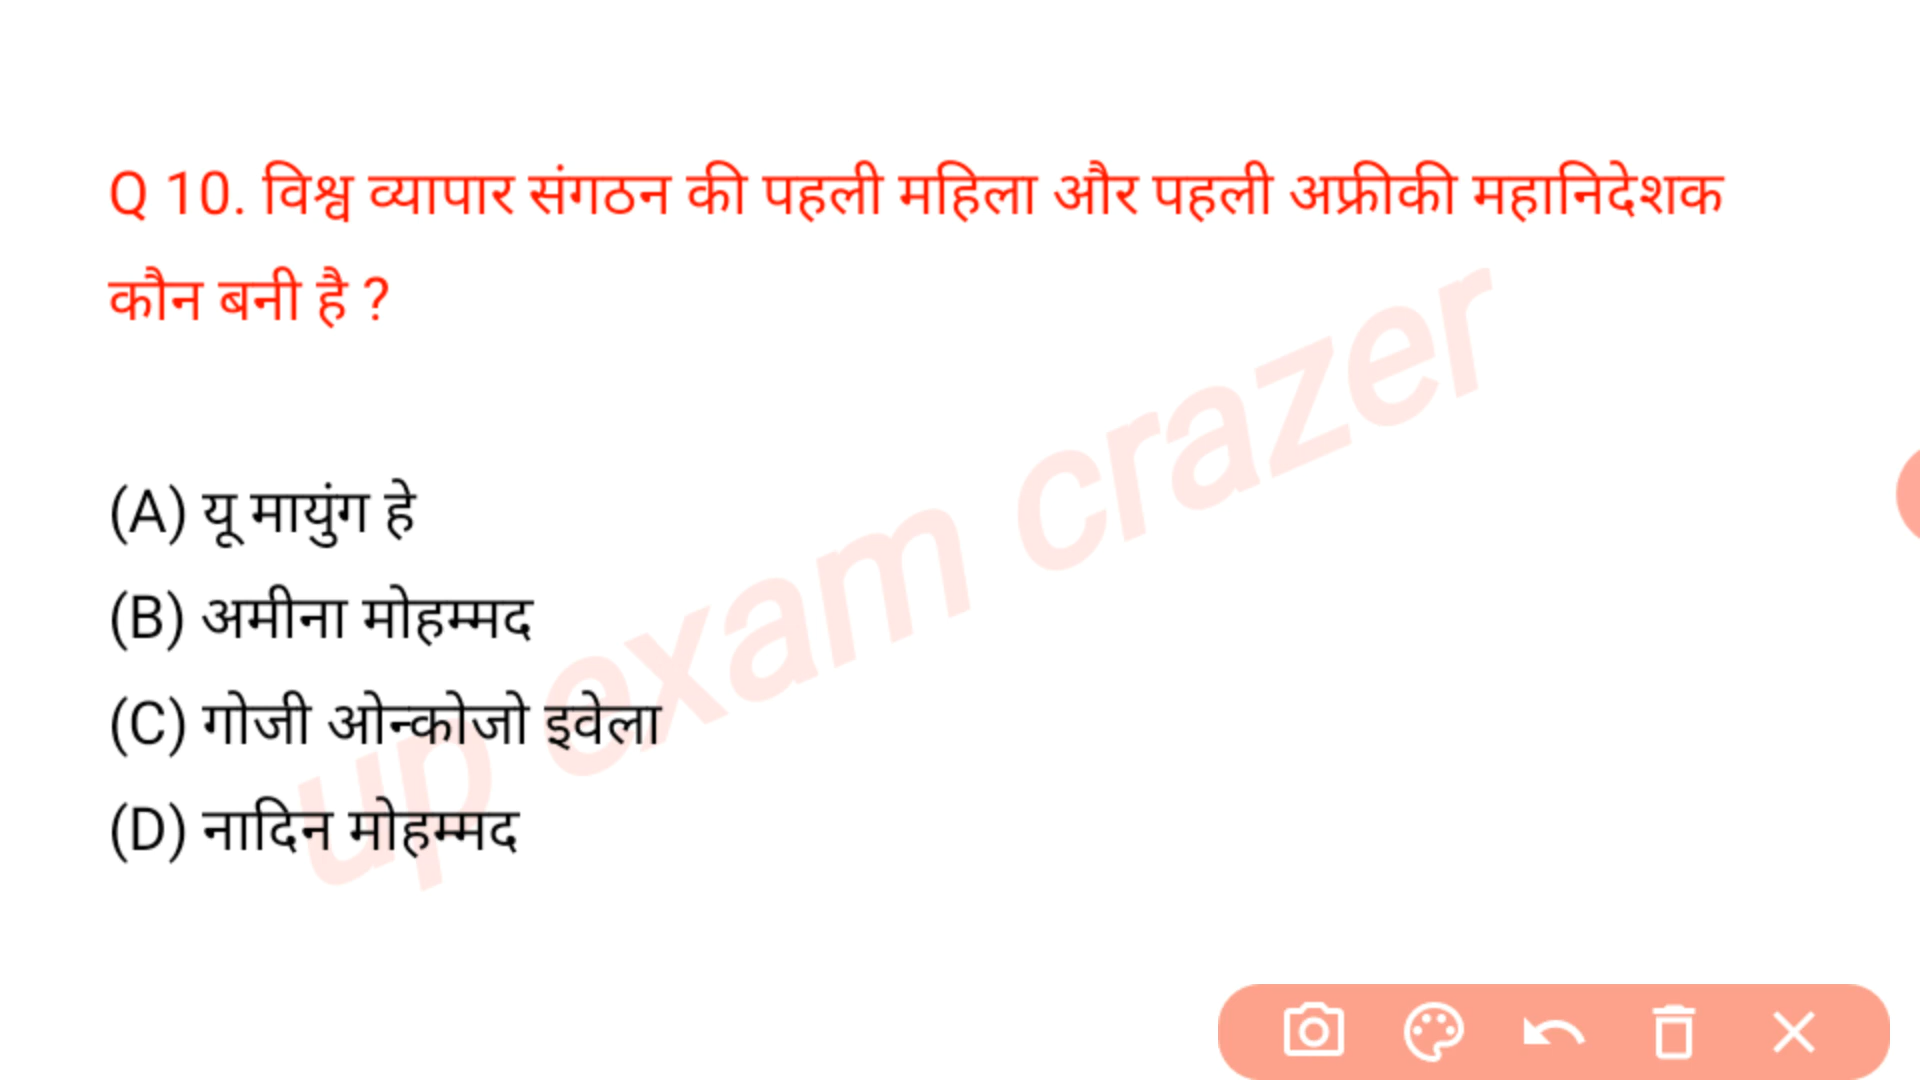 Q 10. विश्व व्यापार संगठन की पहली महिला और पहली अफ्रीकी महानिदेशक
कौन बनी है ?
(A) यू मायुंग हे
(B) अमीना मोहम्मद
(C) गोजी ओन्कोजो इवेला
(D) नादिन मोहम्मद
up exam crazer